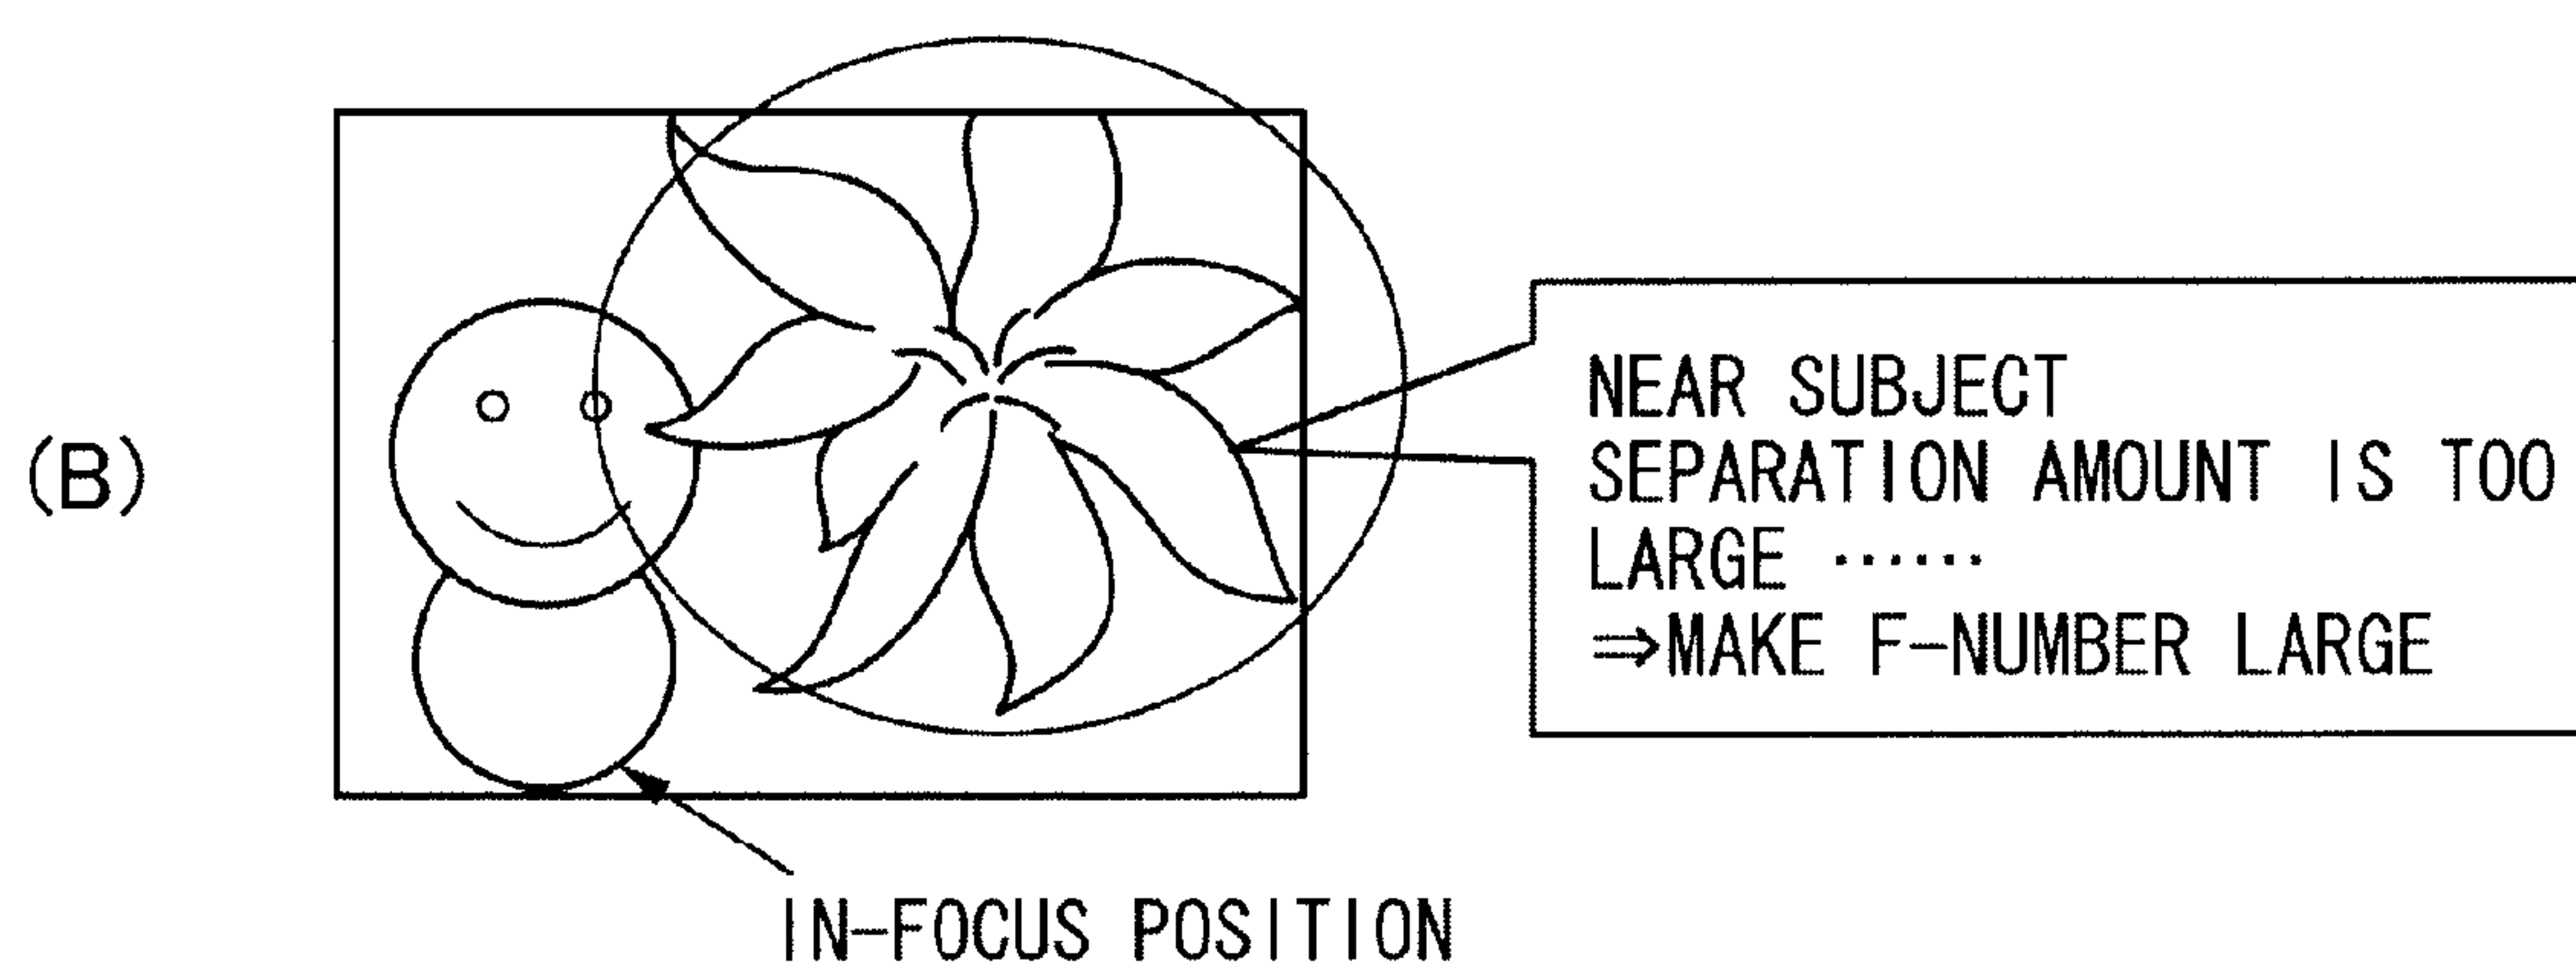 (B)
NEAR SUBJECT
SEPARATION AMOUNT IS TOO
LARGE ······
⇒MAKE F-NUMBER LARGE
IN-FOCUS POSITION